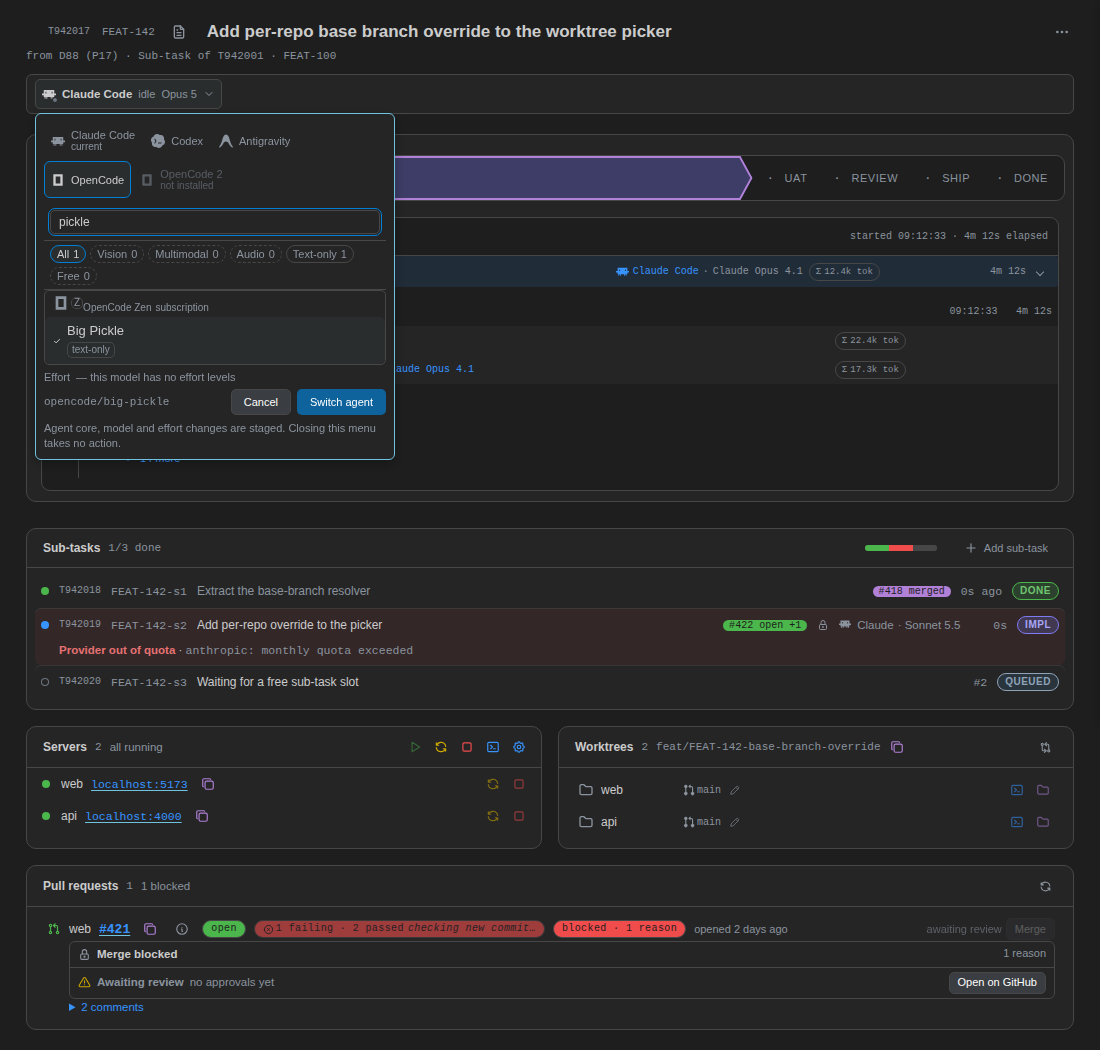 T942017 FEAT-142 Add per-repo base branch override to the worktree picker
from D88 (P17) · Sub-task of T942001 · FEAT-100
Claude Code idle Opus 5
Claude Code
current
Codex
Antigravity
OpenCode
OpenCode 2
not installed
pickle
All 1 Vision 0 Multimodal 0 Audio 0 Text-only 1
Free 0
Z OpenCode Zen subscription
Big Pickle
text-only
Effort — this model has no effort levels
opencode/big-pickle Cancel Switch agent
Agent core, model and effort changes are staged. Closing this menu
takes no action.
· UAT · REVIEW · SHIP · DONE
started 09:12:33 · 4m 12s elapsed
Claude Code · Claude Opus 4.1 Σ 12.4k tok 4m 12s
09:12:33 4m 12s
Σ 22.4k tok
aude Opus 4.1 Σ 17.3k tok
Sub-tasks 1/3 done Add sub-task
T942018 FEAT-142-s1 Extract the base-branch resolver #418 merged 0s ago DONE
T942019 FEAT-142-s2 Add per-repo override to the picker #422 open +1 Claude · Sonnet 5.5 0s IMPL
Provider out of quota · anthropic: monthly quota exceeded
T942020 FEAT-142-s3 Waiting for a free sub-task slot #2 QUEUED
Servers 2 all running
web localhost:5173
api localhost:4000
Worktrees 2 feat/FEAT-142-base-branch-override
web main
api main
Pull requests 1 1 blocked
web #421 open 1 failing · 2 passed checking new commit… blocked · 1 reason opened 2 days ago awaiting review Merge
Merge blocked 1 reason
Awaiting review no approvals yet Open on GitHub
2 comments